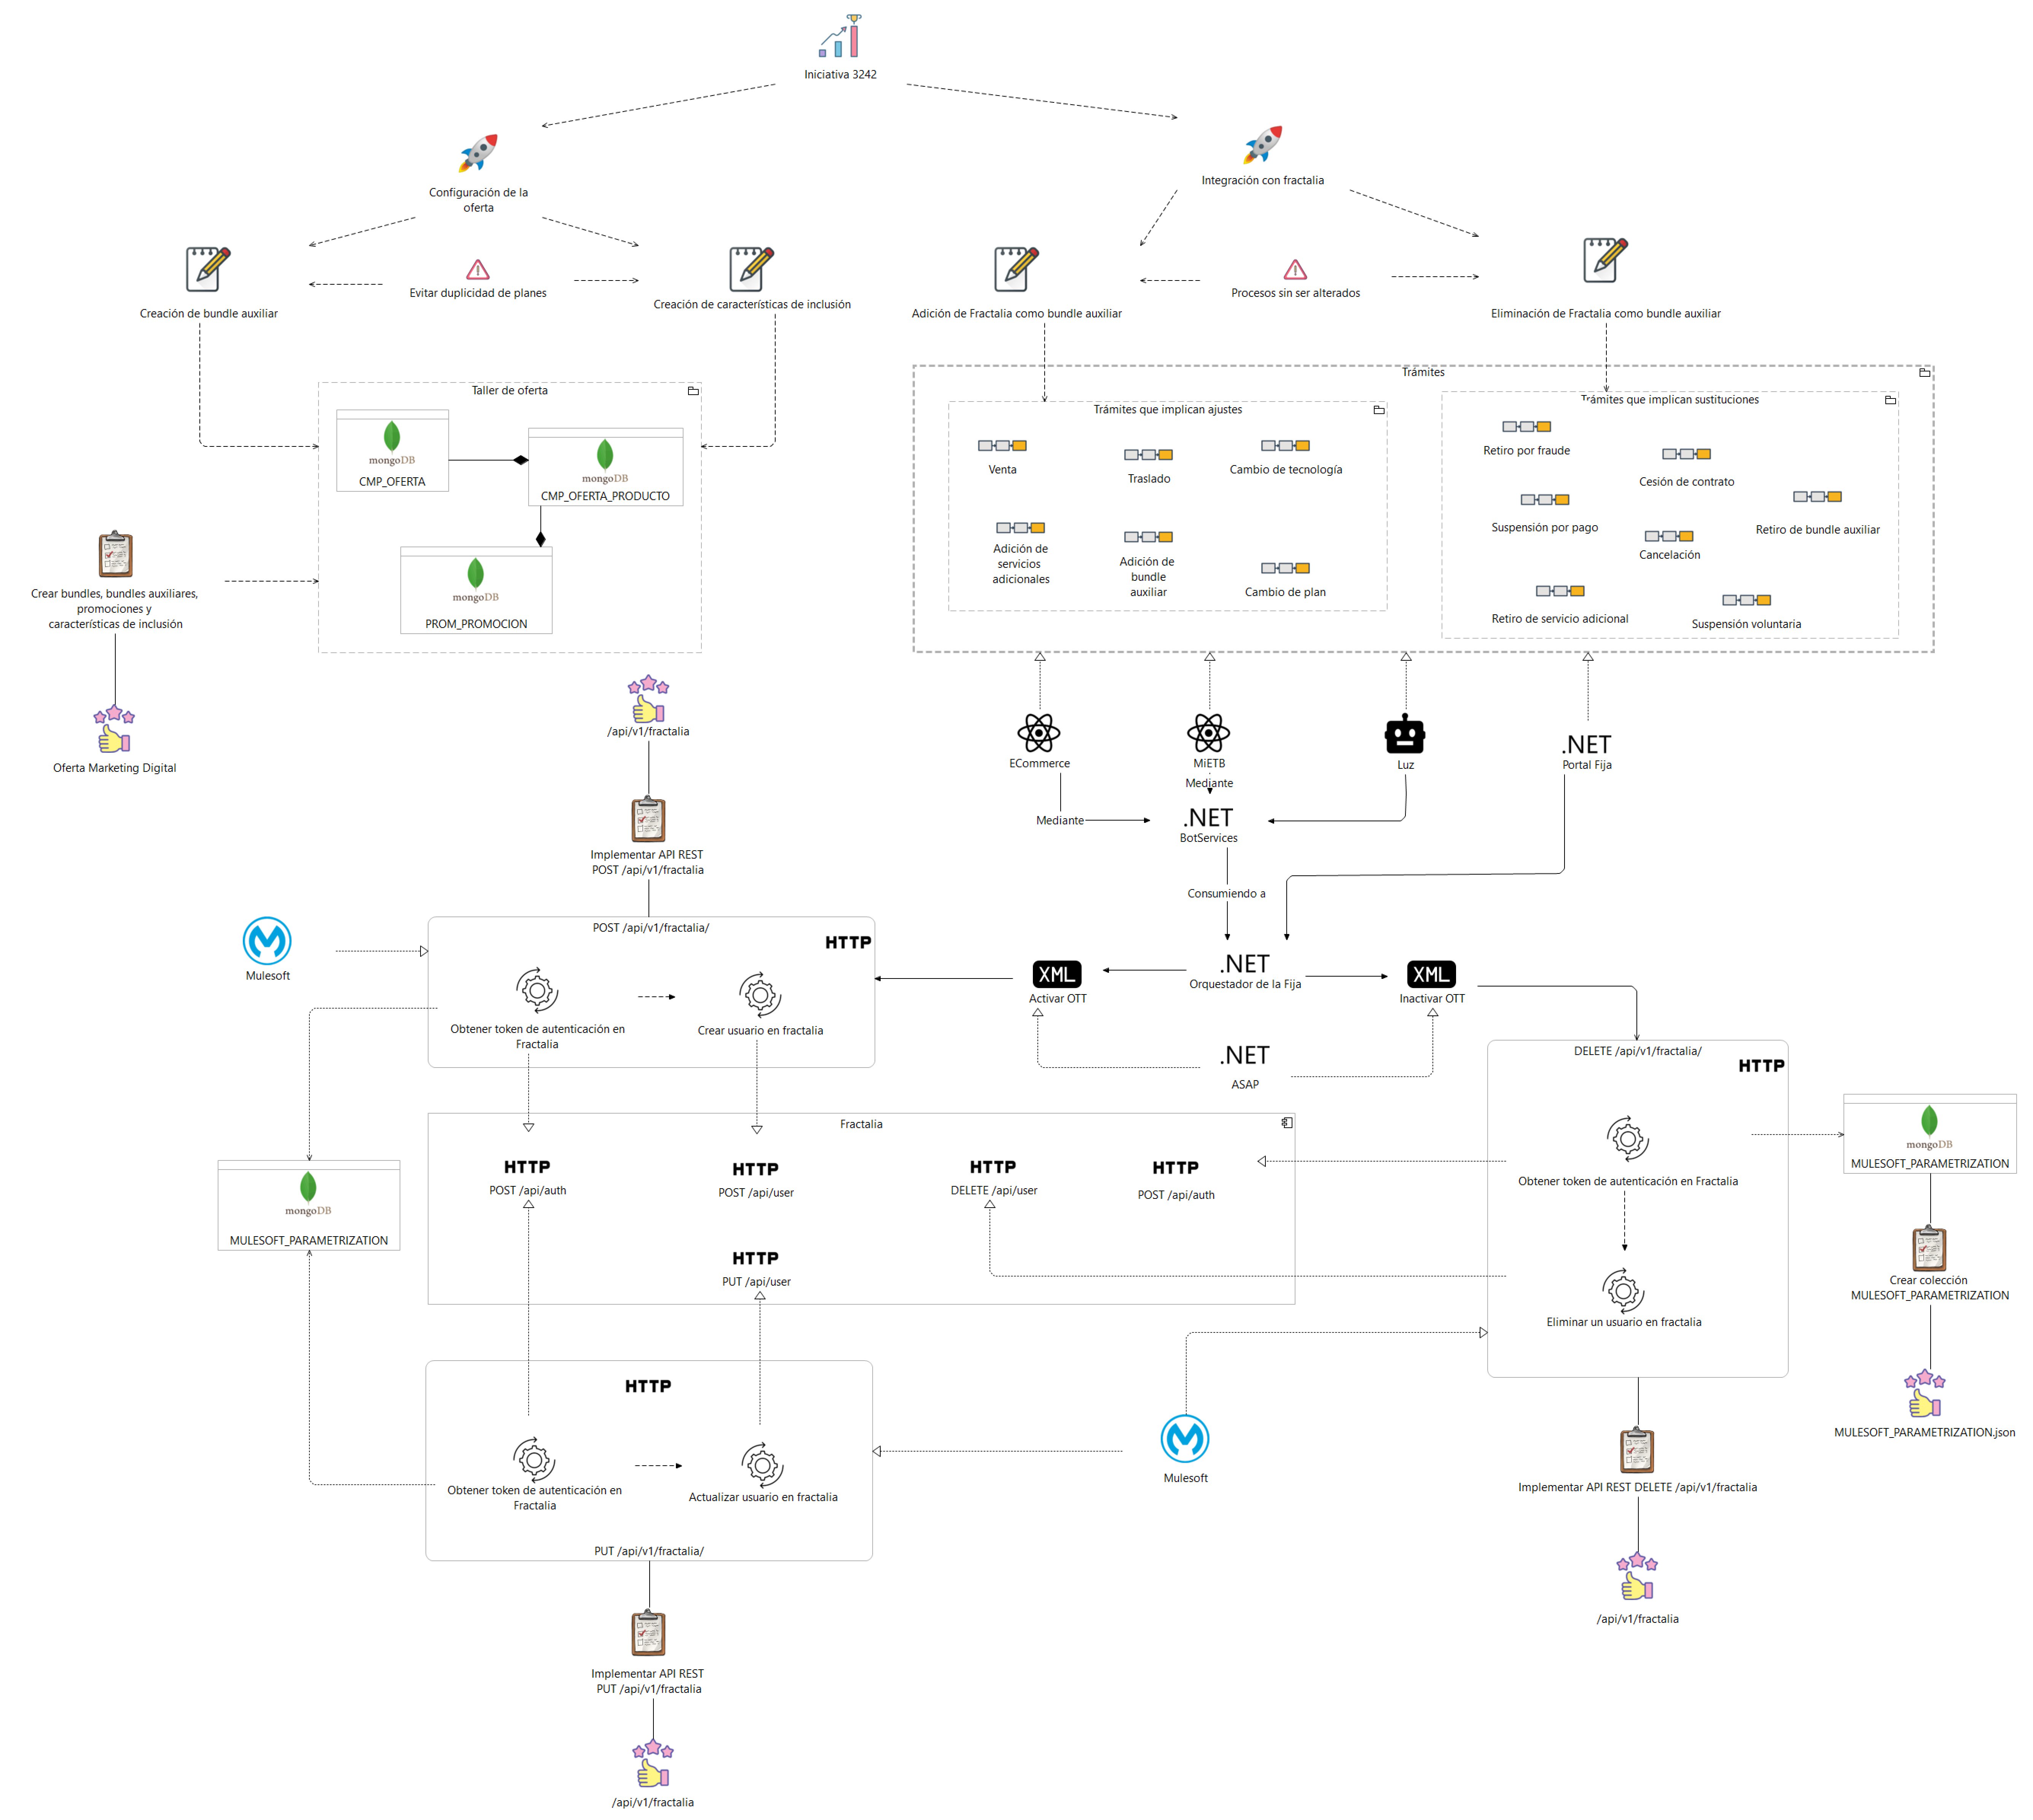 Iniciativa 3242
Configuración de la
oferta
Integración con fractalia
Creación de bundle auxiliar
Evitar duplicidad de planes
Creación de características de inclusión
Adición de Fractalia como bundle auxiliar
Procesos sin ser alterados
Eliminación de Fractalia como bundle auxiliar
Taller de oferta
mongoDB
CMP_OFERTA
mongoDB
CMP_OFERTA_PRODUCTO
mongoDB
PROM_PROMOCION
Crear bundles, bundles auxiliares,
promociones y
características de inclusión
Oferta Marketing Digital
Trámites
Trámites que implican ajustes
Venta
Traslado
Cambio de tecnología
Adición de
servicios
adicionales
Adición de
bundle
auxiliar
Cambio de plan
Trámites que implican sustituciones
Retiro por fraude
Cesión de contrato
Suspensión por pago
Retiro de bundle auxiliar
Cancelación
Retiro de servicio adicional
Suspensión voluntaria
ECommerce
MiETB
Luz
.NET
Portal Fija
Mediante
Mediante
.NET
BotServices
Consumiendo a
.NET
Orquestador de la Fija
XML
Activar OTT
XML
Inactivar OTT
.NET
ASAP
/api/v1/fractalia
Implementar API REST
POST /api/v1/fractalia
Mulesoft
POST /api/v1/fractalia/
HTTP
Obtener token de autenticación en
Fractalia
Crear usuario en fractalia
Fractalia
HTTP
POST /api/auth
HTTP
POST /api/user
HTTP
DELETE /api/user
HTTP
POST /api/auth
HTTP
PUT /api/user
mongoDB
MULESOFT_PARAMETRIZATION
DELETE /api/v1/fractalia/
HTTP
Obtener token de autenticación en Fractalia
Eliminar un usuario en fractalia
mongoDB
MULESOFT_PARAMETRIZATION
Crear colección
MULESOFT_PARAMETRIZATION
MULESOFT_PARAMETRIZATION.json
HTTP
Obtener token de autenticación en
Fractalia
Actualizar usuario en fractalia
PUT /api/v1/fractalia/
Mulesoft
Implementar API REST DELETE /api/v1/fractalia
/api/v1/fractalia
Implementar API REST
PUT /api/v1/fractalia
/api/v1/fractalia